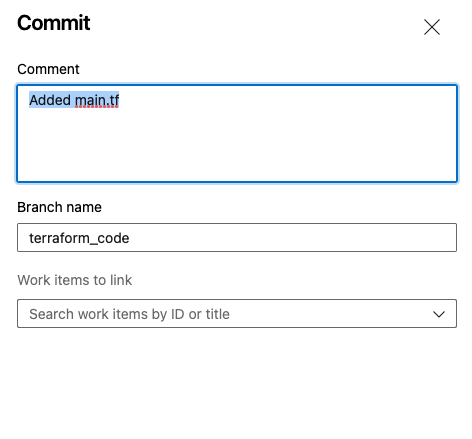 Commit
Comment
Added main.tf
Branch name
terraform_code
Work items to link
Search work items by ID or title